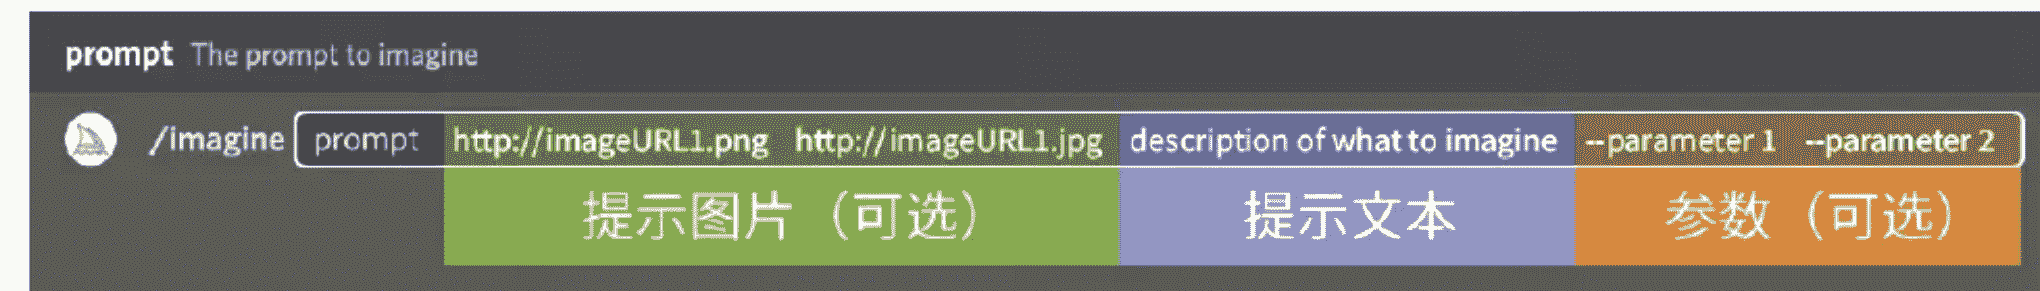 prompt The prompt to imagine
/imagine prompt http://imageURL1.png http://imageURL1.jpg description of what to imagine --parameter 1 --parameter 2
提示图片（可选） 提示文本 参数（可选）